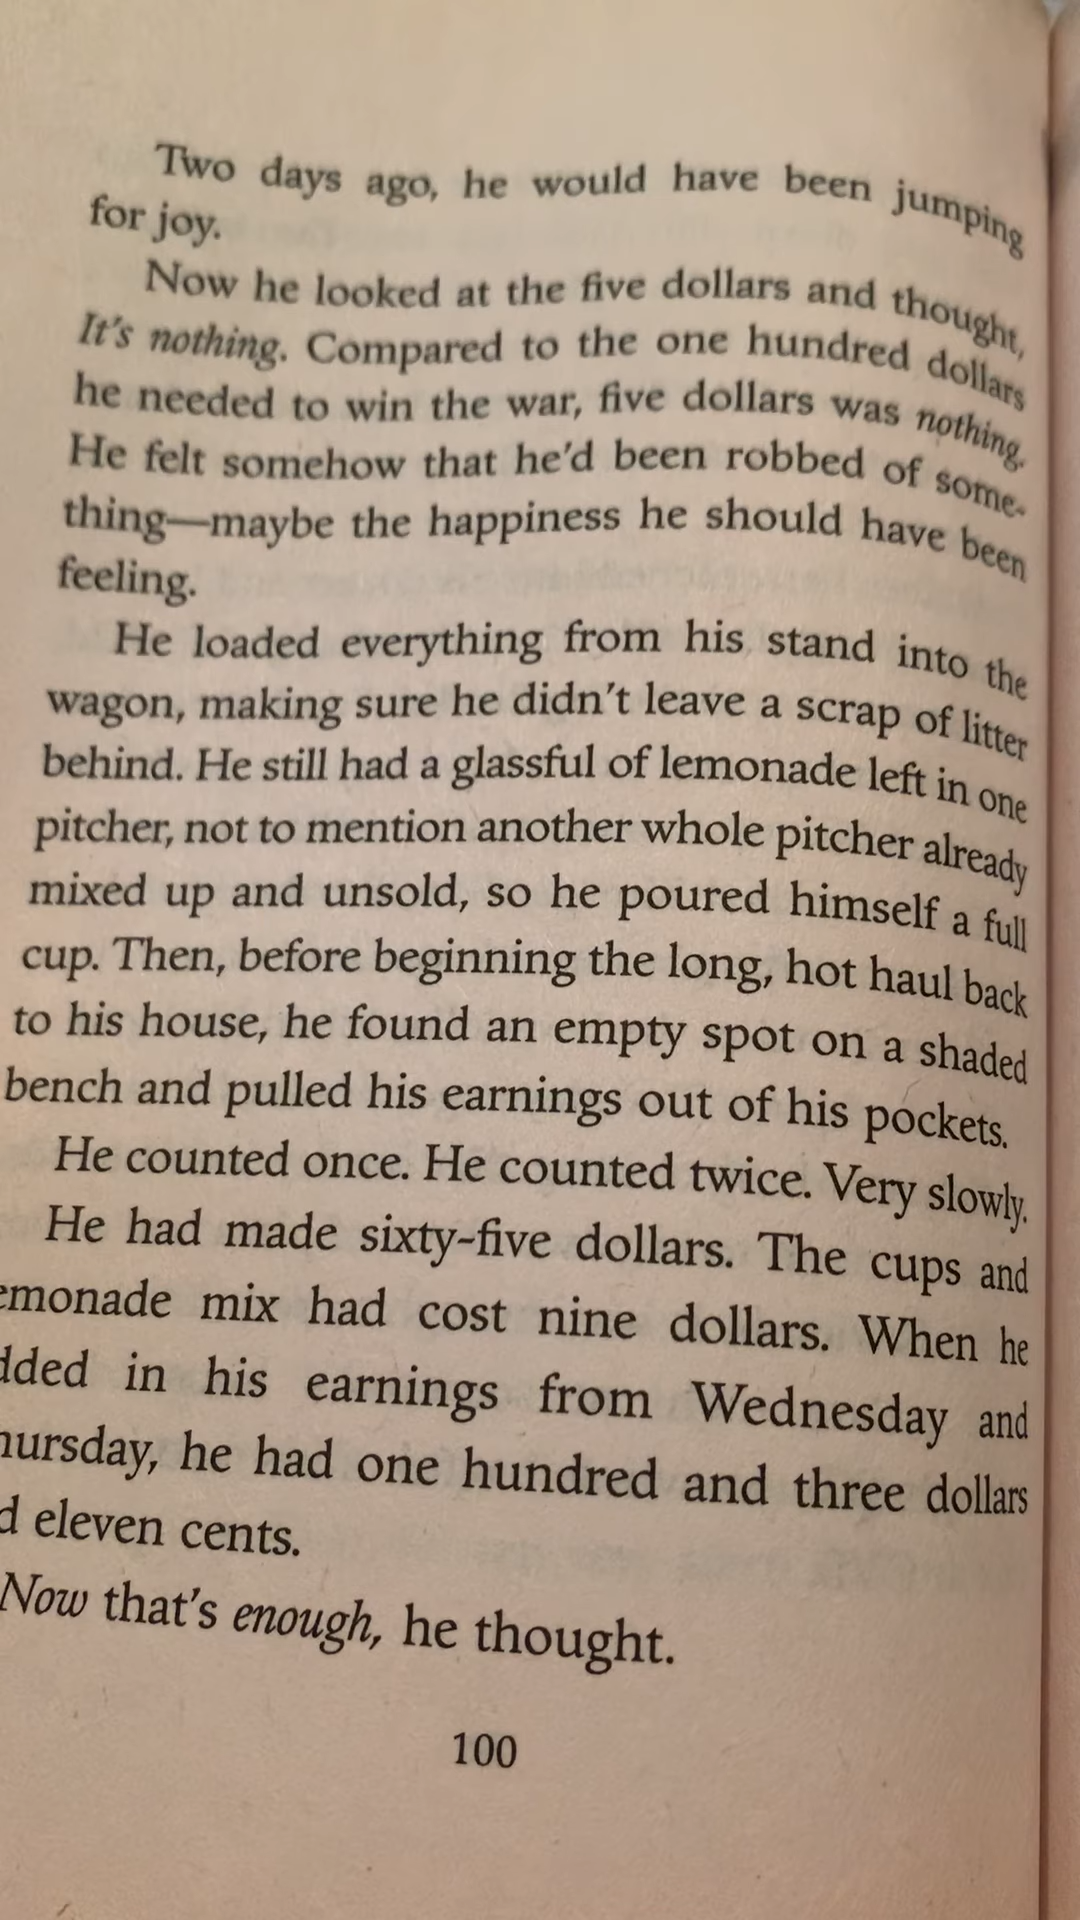 Two days ago, he would have been jumping
for joy.
Now he looked at the five dollars and thought,
It's nothing. Compared to the one hundred dollars
he needed to win the war, five dollars was nothing.
He felt somehow that he'd been robbed of some-
thing—maybe the happiness he should have been
feeling.
He loaded everything from his stand into the
wagon, making sure he didn't leave a scrap of litter
behind. He still had a glassful of lemonade left in one
pitcher, not to mention another whole pitcher already
mixed up and unsold, so he poured himself a full
cup. Then, before beginning the long, hot haul back
to his house, he found an empty spot on a shaded
bench and pulled his earnings out of his pockets.
He counted once. He counted twice. Very slowly.
He had made sixty-five dollars. The cups and
emonade mix had cost nine dollars. When he
dded in his earnings from Wednesday and
hursday, he had one hundred and three dollars
d eleven cents.
Now that's enough, he thought.
100